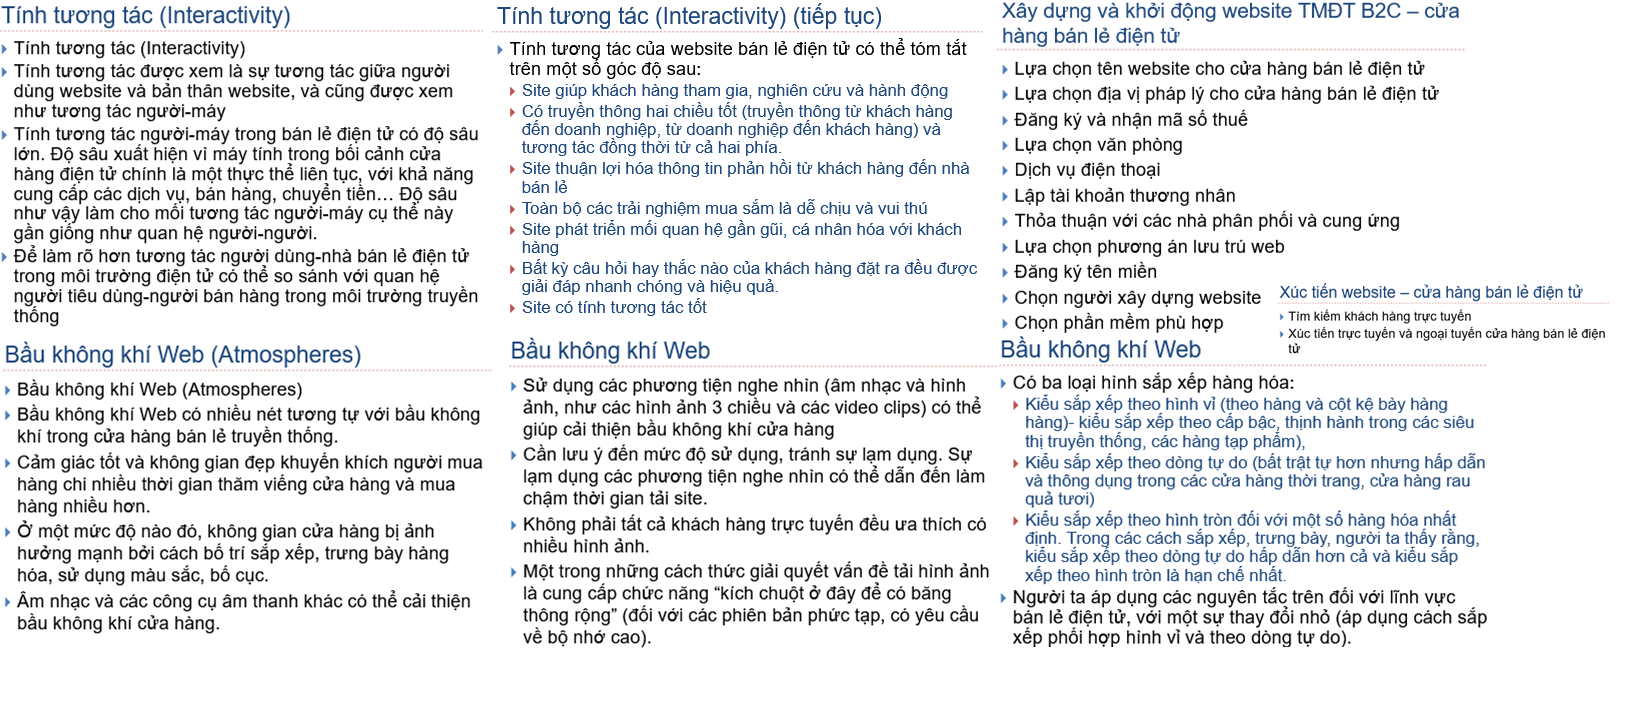 Tính tương tác (Interactivity)
Tính tương tác (Interactivity)
Tính tương tác được xem là sự tương tác giữa người
dùng website và bản thân website, và cũng được xem
như tương tác người-máy
Tính tương tác người-máy trong bán lẻ điện tử có độ sâu
lớn. Độ sâu xuất hiện vì máy tính trong bối cảnh cửa
hàng điện tử chính là một thực thể liên tục, với khả năng
cung cấp các dịch vụ, bán hàng, chuyển tiền… Độ sâu
như vậy làm cho mối tương tác người-máy cụ thể này
gần giống như quan hệ người-người.
Để làm rõ hơn tương tác người dùng-nhà bán lẻ điện tử
trong môi trường điện tử có thể so sánh với quan hệ
người tiêu dùng-người bán hàng trong môi trường truyền
thống
Tính tương tác (Interactivity) (tiếp tục)
Tính tương tác của website bán lẻ điện tử có thể tóm tắt
trên một số góc độ sau:
Site giúp khách hàng tham gia, nghiên cứu và hành động
Có truyền thông hai chiều tốt (truyền thông từ khách hàng
đến doanh nghiệp, từ doanh nghiệp đến khách hàng) và
tương tác đồng thời từ cả hai phía.
Site thuận lợi hóa thông tin phản hồi từ khách hàng đến nhà
bán lẻ
Toàn bộ các trải nghiệm mua sắm là dễ chịu và vui thú
Site phát triển mối quan hệ gần gũi, cá nhân hóa với khách
hàng
Bất kỳ câu hỏi hay thắc nào của khách hàng đặt ra đều được
giải đáp nhanh chóng và hiệu quả.
Site có tính tương tác tốt
Xây dựng và khởi động website TMĐT B2C – cửa
hàng bán lẻ điện tử
Lựa chọn tên website cho cửa hàng bán lẻ điện tử
Lựa chọn địa vị pháp lý cho cửa hàng bán lẻ điện tử
Đăng ký và nhận mã số thuế
Lựa chọn văn phòng
Dịch vụ điện thoại
Lập tài khoản thương nhân
Thỏa thuận với các nhà phân phối và cung ứng
Lựa chọn phương án lưu trú web
Đăng ký tên miền
Chọn người xây dựng website
Chọn phần mềm phù hợp
Xúc tiến website – cửa hàng bán lẻ điện tử
Tìm kiếm khách hàng trực tuyến
Xúc tiến trực tuyến và ngoại tuyến cửa hàng bán lẻ điện
tử
Bầu không khí Web (Atmospheres)
Bầu không khí Web (Atmospheres)
Bầu không khí Web có nhiều nét tương tự với bầu không
khí trong cửa hàng bán lẻ truyền thống.
Cảm giác tốt và không gian đẹp khuyến khích người mua
hàng chi nhiều thời gian thăm viếng cửa hàng và mua
hàng nhiều hơn.
Ở một mức độ nào đó, không gian cửa hàng bị ảnh
hưởng mạnh bởi cách bố trí sắp xếp, trưng bày hàng
hóa, sử dụng màu sắc, bố cục.
Âm nhạc và các công cụ âm thanh khác có thể cải thiện
bầu không khí cửa hàng.
Bầu không khí Web
Sử dụng các phương tiện nghe nhìn (âm nhạc và hình
ảnh, như các hình ảnh 3 chiều và các video clips) có thể
giúp cải thiện bầu không khí cửa hàng
Cần lưu ý đến mức độ sử dụng, tránh sự lạm dụng. Sự
lạm dụng các phương tiện nghe nhìn có thể dẫn đến làm
chậm thời gian tải site.
Không phải tất cả khách hàng trực tuyến đều ưa thích có
nhiều hình ảnh.
Một trong những cách thức giải quyết vấn đề tải hình ảnh
là cung cấp chức năng “kích chuột ở đây để có băng
thông rộng” (đối với các phiên bản phức tạp, có yêu cầu
về bộ nhớ cao).
Bầu không khí Web
Có ba loại hình sắp xếp hàng hóa:
Kiểu sắp xếp theo hình vỉ (theo hàng và cột kệ bày hàng
hàng)- kiểu sắp xếp theo cấp bậc, thịnh hành trong các siêu
thị truyền thống, các hàng tạp phẩm),
Kiểu sắp xếp theo dòng tự do (bất trật tự hơn nhưng hấp dẫn
và thông dụng trong các cửa hàng thời trang, cửa hàng rau
quả tươi)
Kiểu sắp xếp theo hình tròn đối với một số hàng hóa nhất
định. Trong các cách sắp xếp, trưng bày, người ta thấy rằng,
kiểu sắp xếp theo dòng tự do hấp dẫn hơn cả và kiểu sắp
xếp theo hình tròn là hạn chế nhất.
Người ta áp dụng các nguyên tắc trên đối với lĩnh vực
bán lẻ điện tử, với một sự thay đổi nhỏ (áp dụng cách sắp
xếp phối hợp hình vỉ và theo dòng tự do).